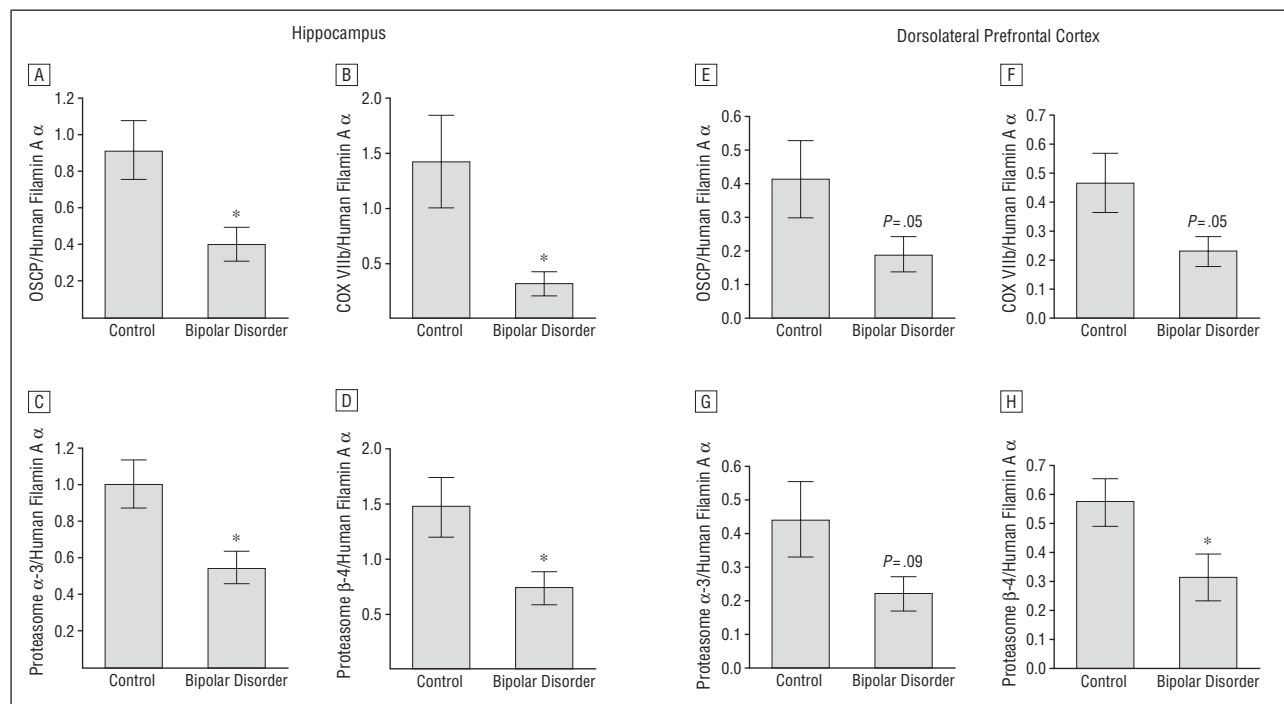 Hippocampus
Dorsolateral Prefrontal Cortex
A
OSCP/Human Filamin A α
1.2
1.0
0.8
0.6
0.4
0.2
*
Control Bipolar Disorder
B
COX VIIb/Human Filamin A α
2.0
1.5
1.0
0.5
*
Control Bipolar Disorder
E
OSCP/Human Filamin A α
0.6
0.5
0.4
0.3
0.2
0.1
0.0
P = .05
Control Bipolar Disorder
F
COX VIIb/Human Filamin A α
0.7
0.6
0.5
0.4
0.3
0.2
0.1
0.0
P = .05
Control Bipolar Disorder
C
Proteasome α-3/Human Filamin A α
1.2
1.0
0.8
0.6
0.4
0.2
*
Control Bipolar Disorder
D
Proteasome β-4/Human Filamin A α
2.0
1.5
1.0
0.5
*
Control Bipolar Disorder
G
Proteasome α-3/Human Filamin A α
0.6
0.5
0.4
0.3
0.2
0.1
0.0
P = .09
Control Bipolar Disorder
H
Proteasome β-4/Human Filamin A α
0.7
0.6
0.5
0.4
0.3
0.2
0.1
0.0
*
Control Bipolar Disorder